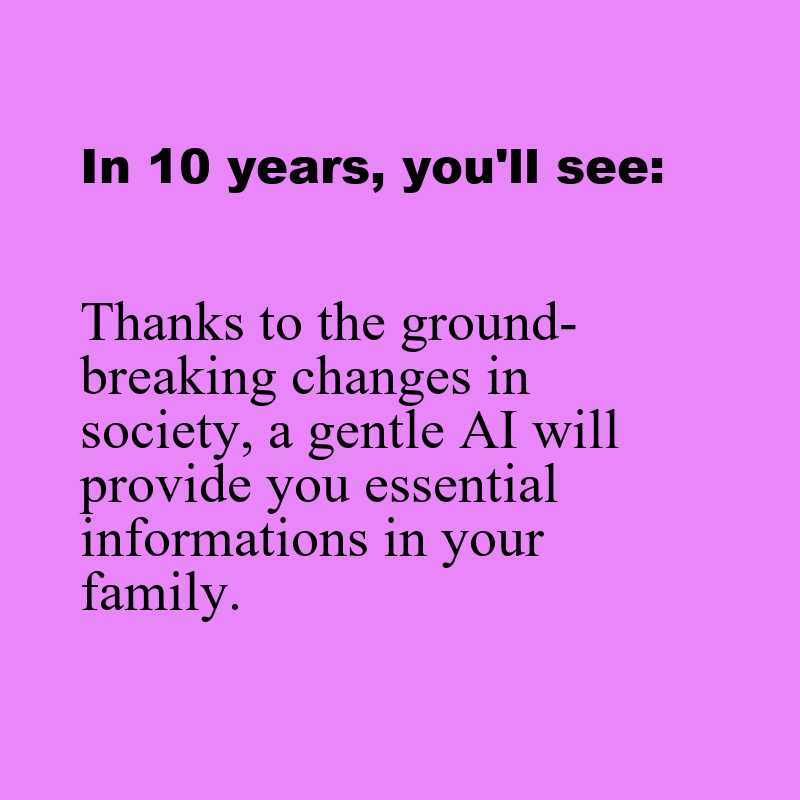 In 10 years, you'll see:
Thanks to the ground-
breaking changes in
society, a gentle AI will
provide you essential
informations in your
family.